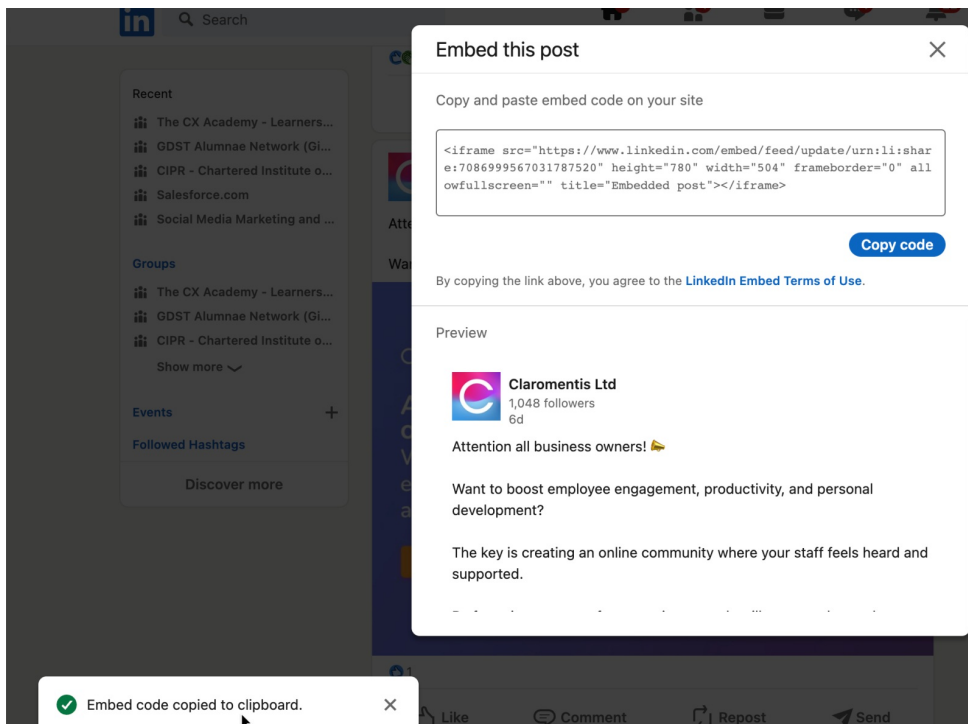 in
Search
Recent
The CX Academy - Learners...
GDST Alumnae Network (Gi...
CIPR - Chartered Institute o...
Salesforce.com
Social Media Marketing and ...
Groups
The CX Academy - Learners...
GDST Alumnae Network (Gi...
CIPR - Chartered Institute o...
Show more
Events
Followed Hashtags
Discover more
Embed this post
Copy and paste embed code on your site
<iframe src="https://www.linkedin.com/embed/feed/update/urn:li:shar
e:7086999567031787520" height="780" width="504" frameborder="0" all
owfullscreen="" title="Embedded post"></iframe>
Copy code
By copying the link above, you agree to the LinkedIn Embed Terms of Use.
Preview
Claromentis Ltd
1,048 followers
6d
Attention all business owners! 📣
Want to boost employee engagement, productivity, and personal
development?
The key is creating an online community where your staff feels heard and
supported.
1
Like
Comment
Repost
Send
Embed code copied to clipboard.